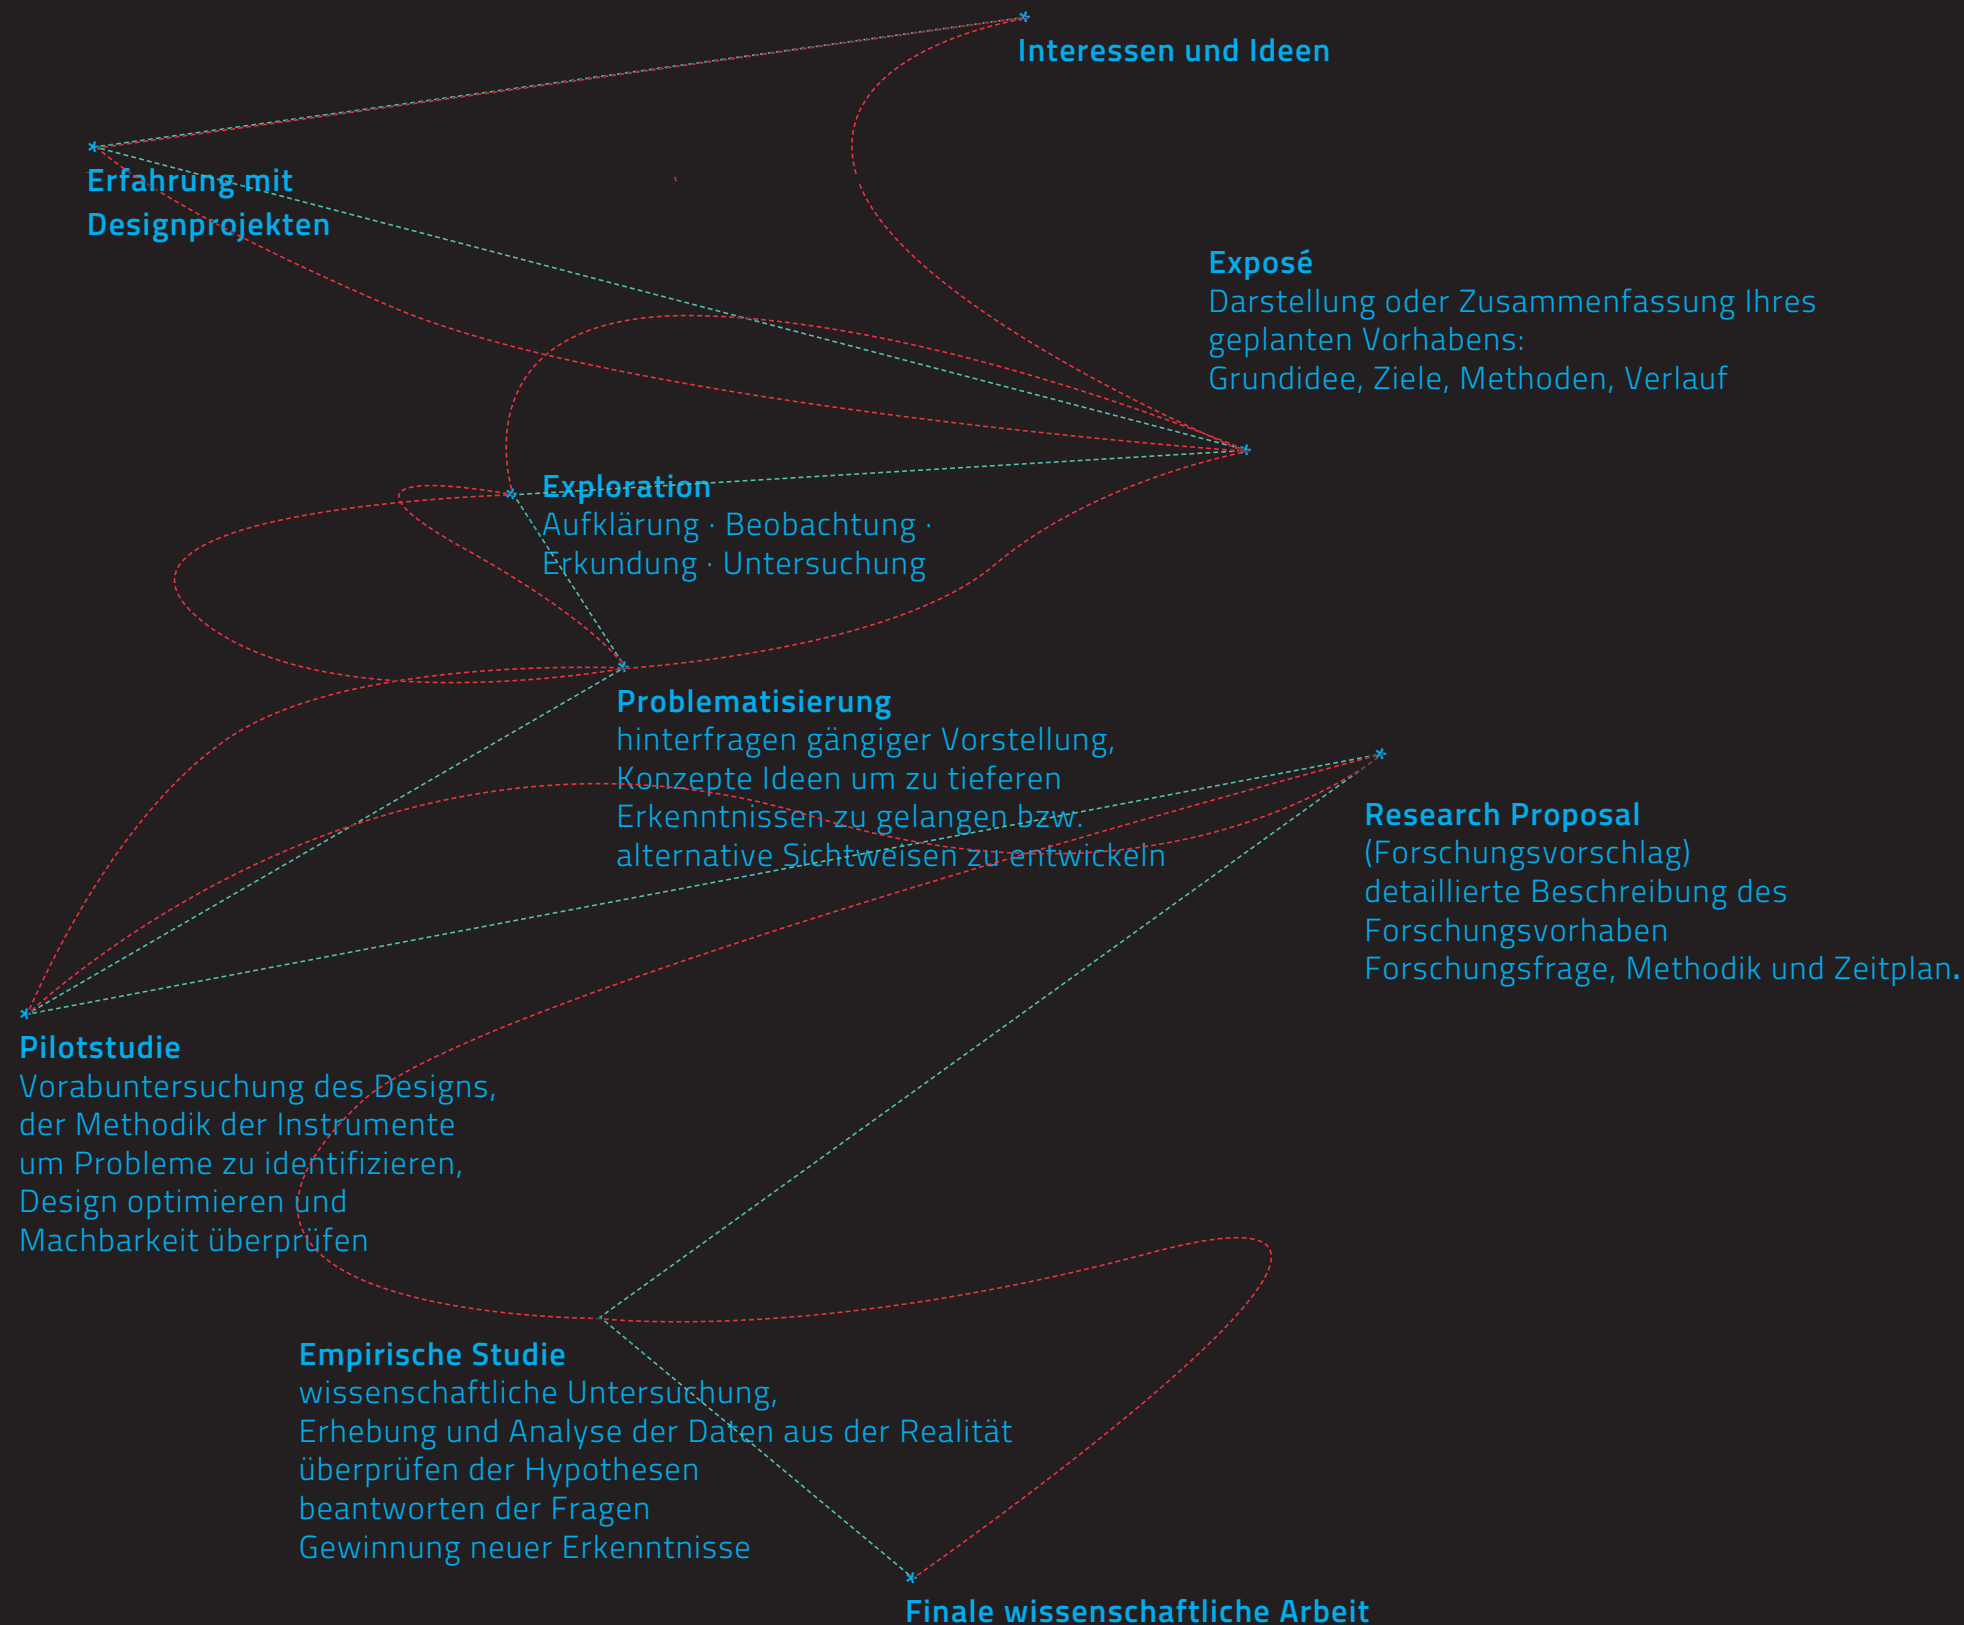 Interessen und Ideen
Erfahrung mit
Designprojekten
Exposé
Darstellung oder Zusammenfassung Ihres
geplanten Vorhabens:
Grundidee, Ziele, Methoden, Verlauf
Exploration
Aufklärung · Beobachtung ·
Erkundung · Untersuchung
Problematisierung
hinterfragen gängiger Vorstellung,
Konzepte Ideen um zu tieferen
Erkenntnissen zu gelangen bzw.
alternative Sichtweisen zu entwickeln
Research Proposal
(Forschungsvorschlag)
detaillierte Beschreibung des
Forschungsvorhaben
Forschungsfrage, Methodik und Zeitplan.
Pilotstudie
Vorabuntersuchung des Designs,
der Methodik der Instrumente
um Probleme zu identifizieren,
Design optimieren und
Machbarkeit überprüfen
Empirische Studie
wissenschaftliche Untersuchung,
Erhebung und Analyse der Daten aus der Realität
überprüfen der Hypothesen
beantworten der Fragen
Gewinnung neuer Erkenntnisse
Finale wissenschaftliche Arbeit